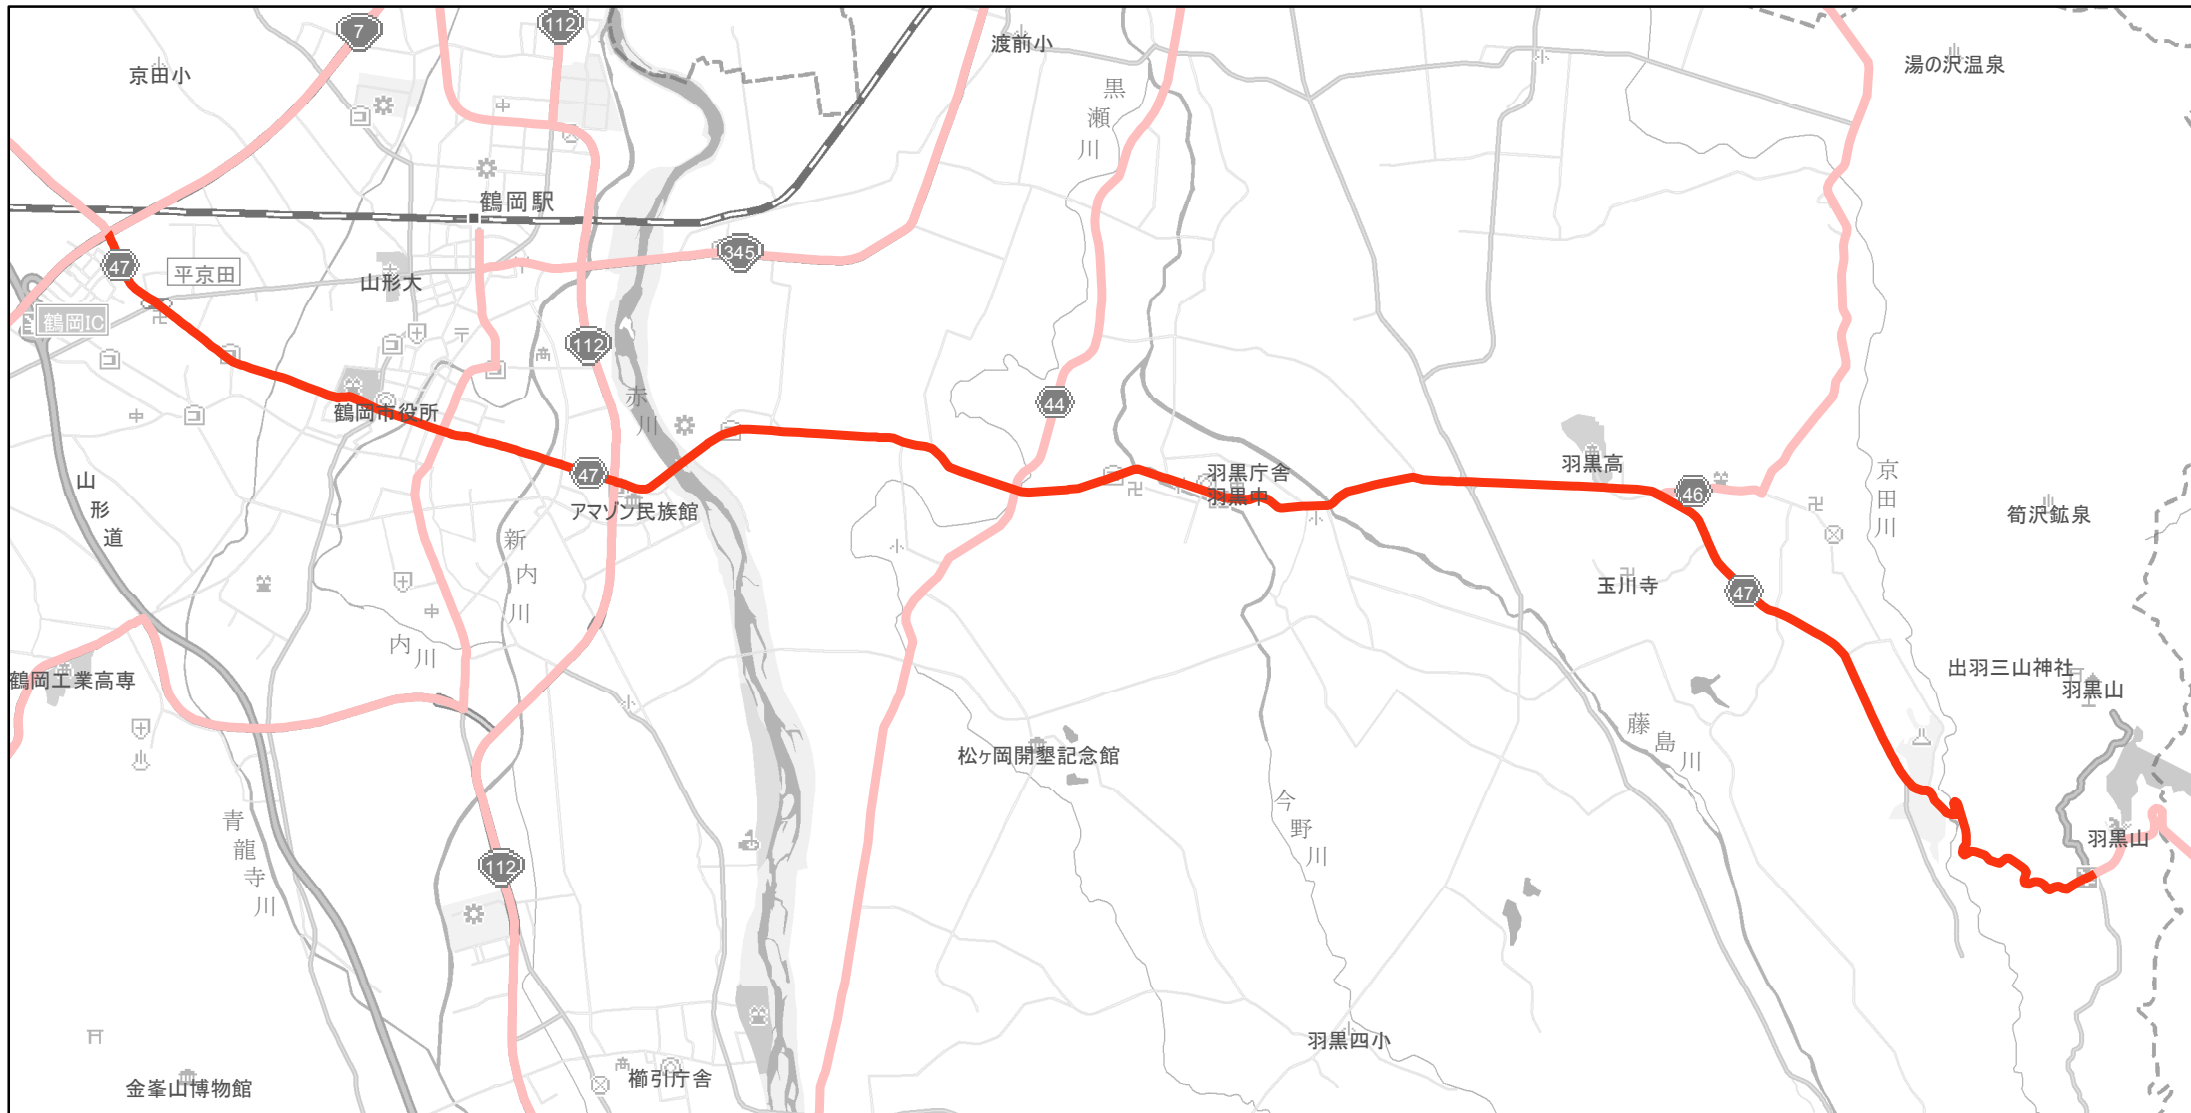 7
112
渡前小
京田小
湯の沢温泉
黒瀬川
鶴岡駅
345
47
平京田
山形大
鶴岡IC
112
赤川
44
鶴岡市役所
羽黒庁舎
羽黒中
羽黒高
46
京田川
47
アマゾン民族館
山形道
新内川
筍沢鉱泉
玉川寺
47
内川
鶴岡工業高専
出羽三山神社
羽黒山
藤島川
松ヶ岡開墾記念館
今野川
青龍寺川
112
羽黒山
羽黒四小
櫛引庁舎
金峯山博物館